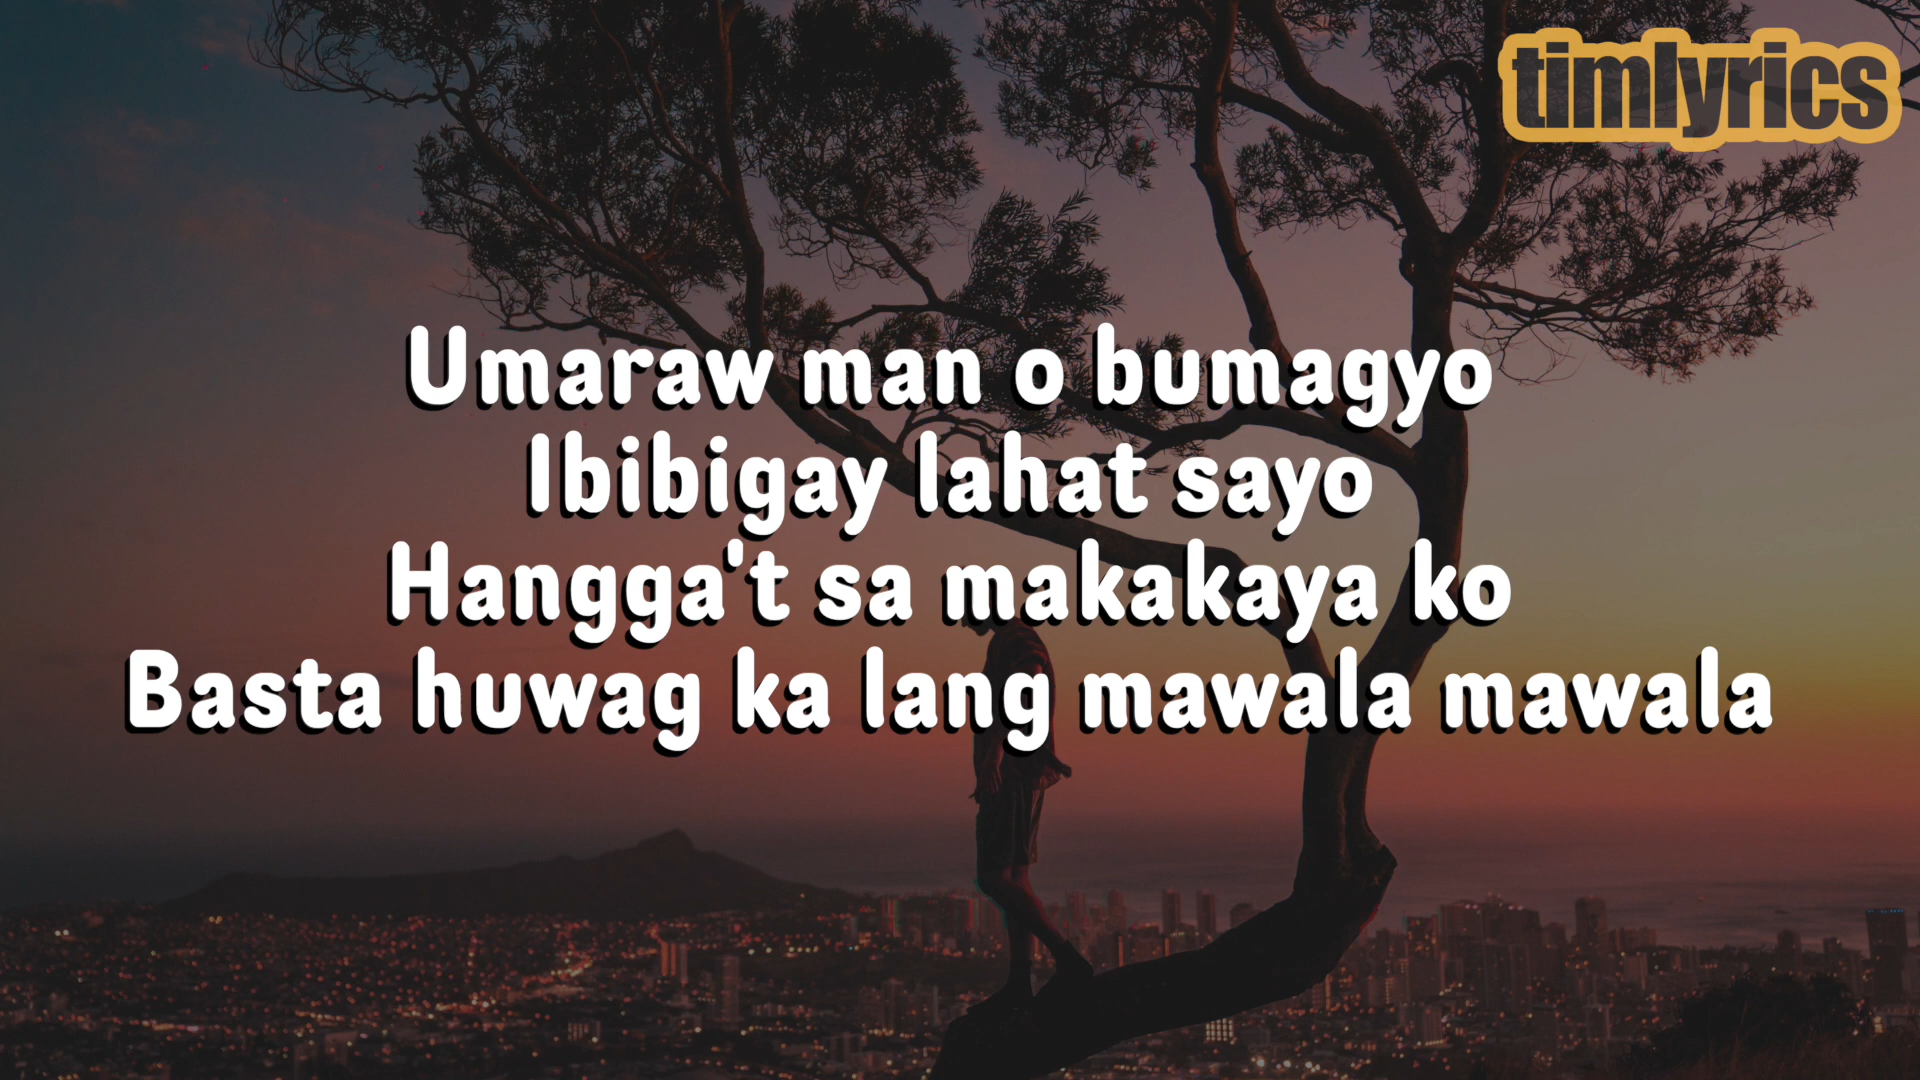 timlyrics
Umaraw man o bumagyo
Ibibigay lahat sayo
Hangga't sa makakaya ko
Basta huwag ka lang mawala mawala